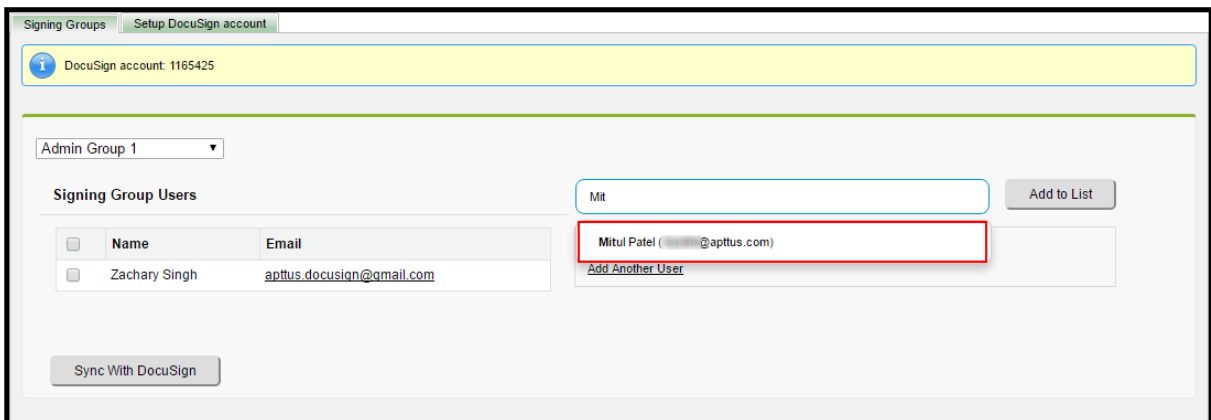 Signing Groups
Setup DocuSign account
DocuSign account: 1165425
Admin Group 1
Signing Group Users
Mit
Add to List
Name
Email
Mitul Patel ( @apttus.com)
Zachary Singh
apttus.docusign@gmail.com
Add Another User
Sync With DocuSign